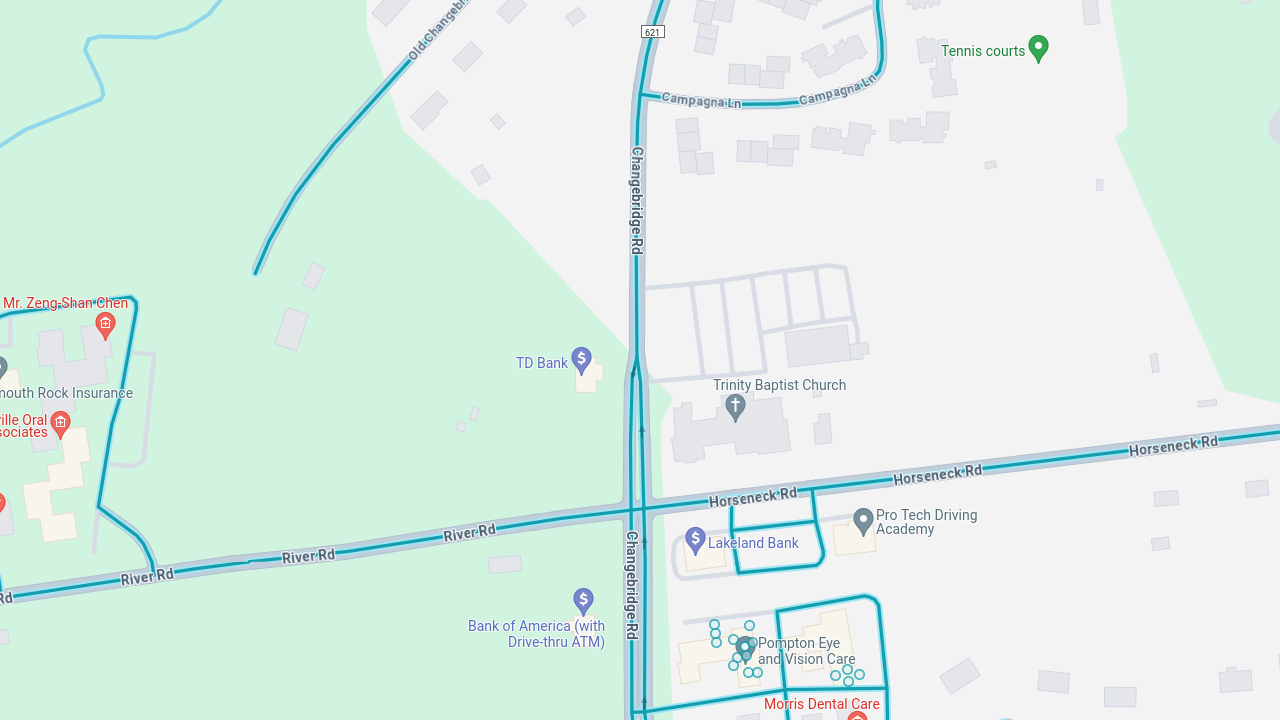 Old Changebri
621
Tennis courts
Campagna Ln
Campagna Ln
Changebridge Rd
Mr. Zeng-Shan Chen
TD Bank
mouth Rock Insurance
Trinity Baptist Church
ville Oral
sociates
Horseneck Rd
Horseneck Rd
Horseneck Rd
River Rd
River Rd
River Rd
Rd
Pro Tech Driving
Academy
Lakeland Bank
Changebridge Rd
Bank of America (with
Drive-thru ATM)
Pompton Eye
and Vision Care
Morris Dental Care